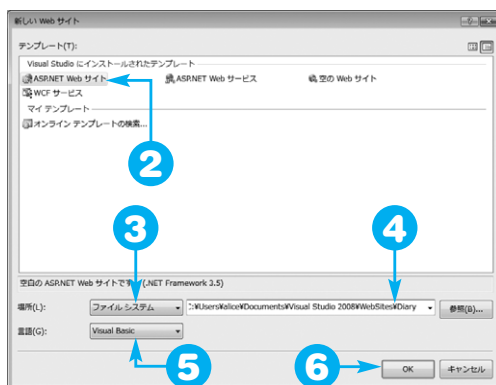 新しい Web サイト
テンプレート(T):
Visual Studio にインストールされたテンプレート
ASP.NET Web サイト ASP.NET Web サービス 空の Web サイト
WCF サービス
マイ テンプレート
オンライン テンプレートの検索...
2
3 4
空白の ASP.NET Web サイトです (.NET Framework 3.5)
場所(L): ファイル システム :¥Users¥alice¥Documents¥Visual Studio 2008¥WebSites¥Diary 参照(B)...
言語(G): Visual Basic
5 6 OK キャンセル